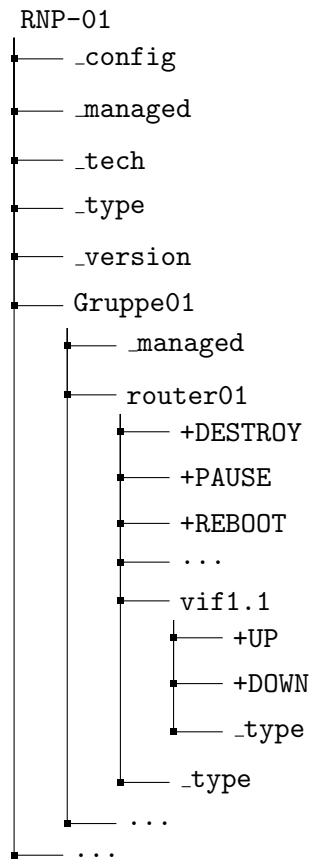 RNP-01
_config
_managed
_tech
_type
_version
Gruppe01
_managed
router01
+DESTROY
+PAUSE
+REBOOT
...
vif1.1
+UP
+DOWN
_type
_type
...
...